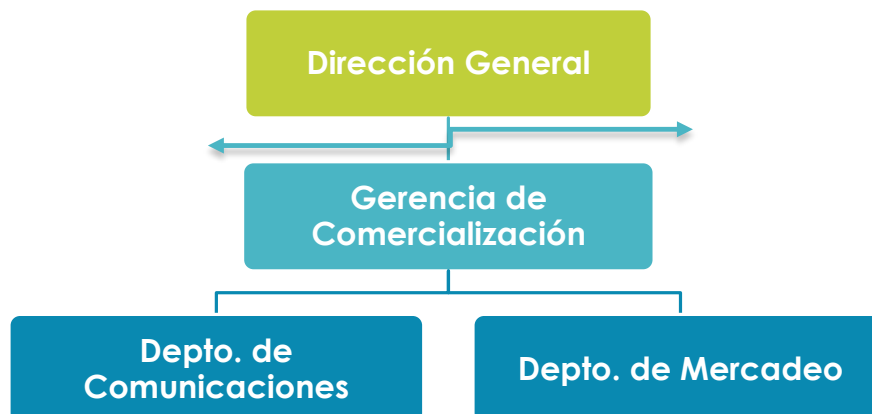 Dirección General
Gerencia de
Comercialización
Depto. de
Comunicaciones
Depto. de Mercadeo